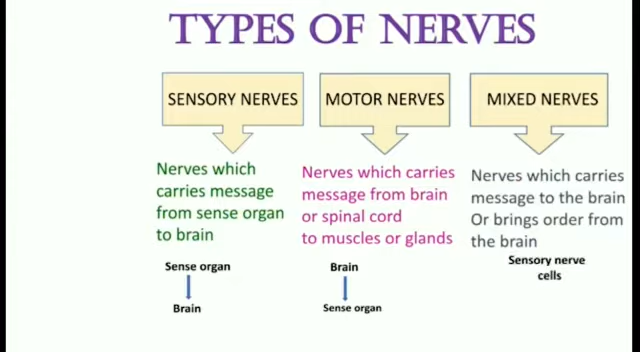 TYPES OF NERVES
SENSORY NERVES
MOTOR NERVES
MIXED NERVES
Nerves which
carries message
from sense organ
to brain
Nerves which carries
message from brain
or spinal cord
to muscles or glands
Nerves which carries
message to the brain
Or brings order from
the brain
Sense organ
Brain
Brain
Sense organ
Sensory nerve
cells